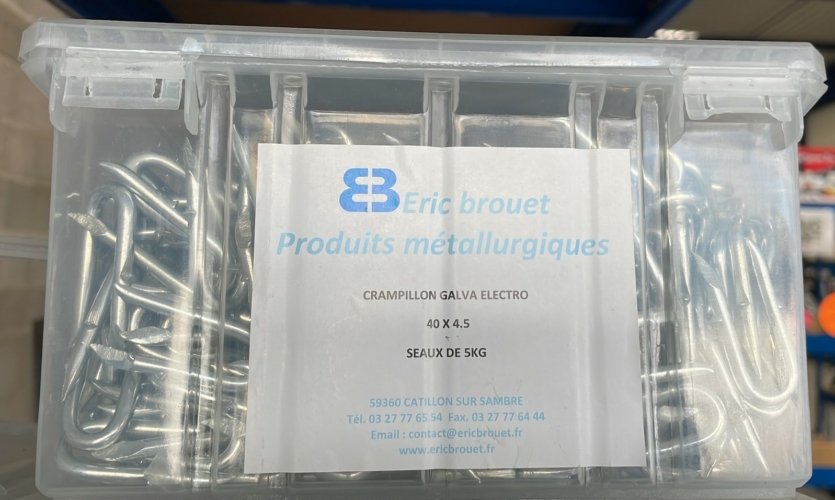 Eric brouet
Produits métallurgiques
CRAMPILLON GALVA ELECTRO
40 X 4.5
SEAUX DE 5KG
59360 CATILLON SUR SAMBRE
Tél. 03 27 77 65 54 Fax. 03 27 77 64 44
Email : contact@ericbrouet.fr
www.ericbrouet.fr